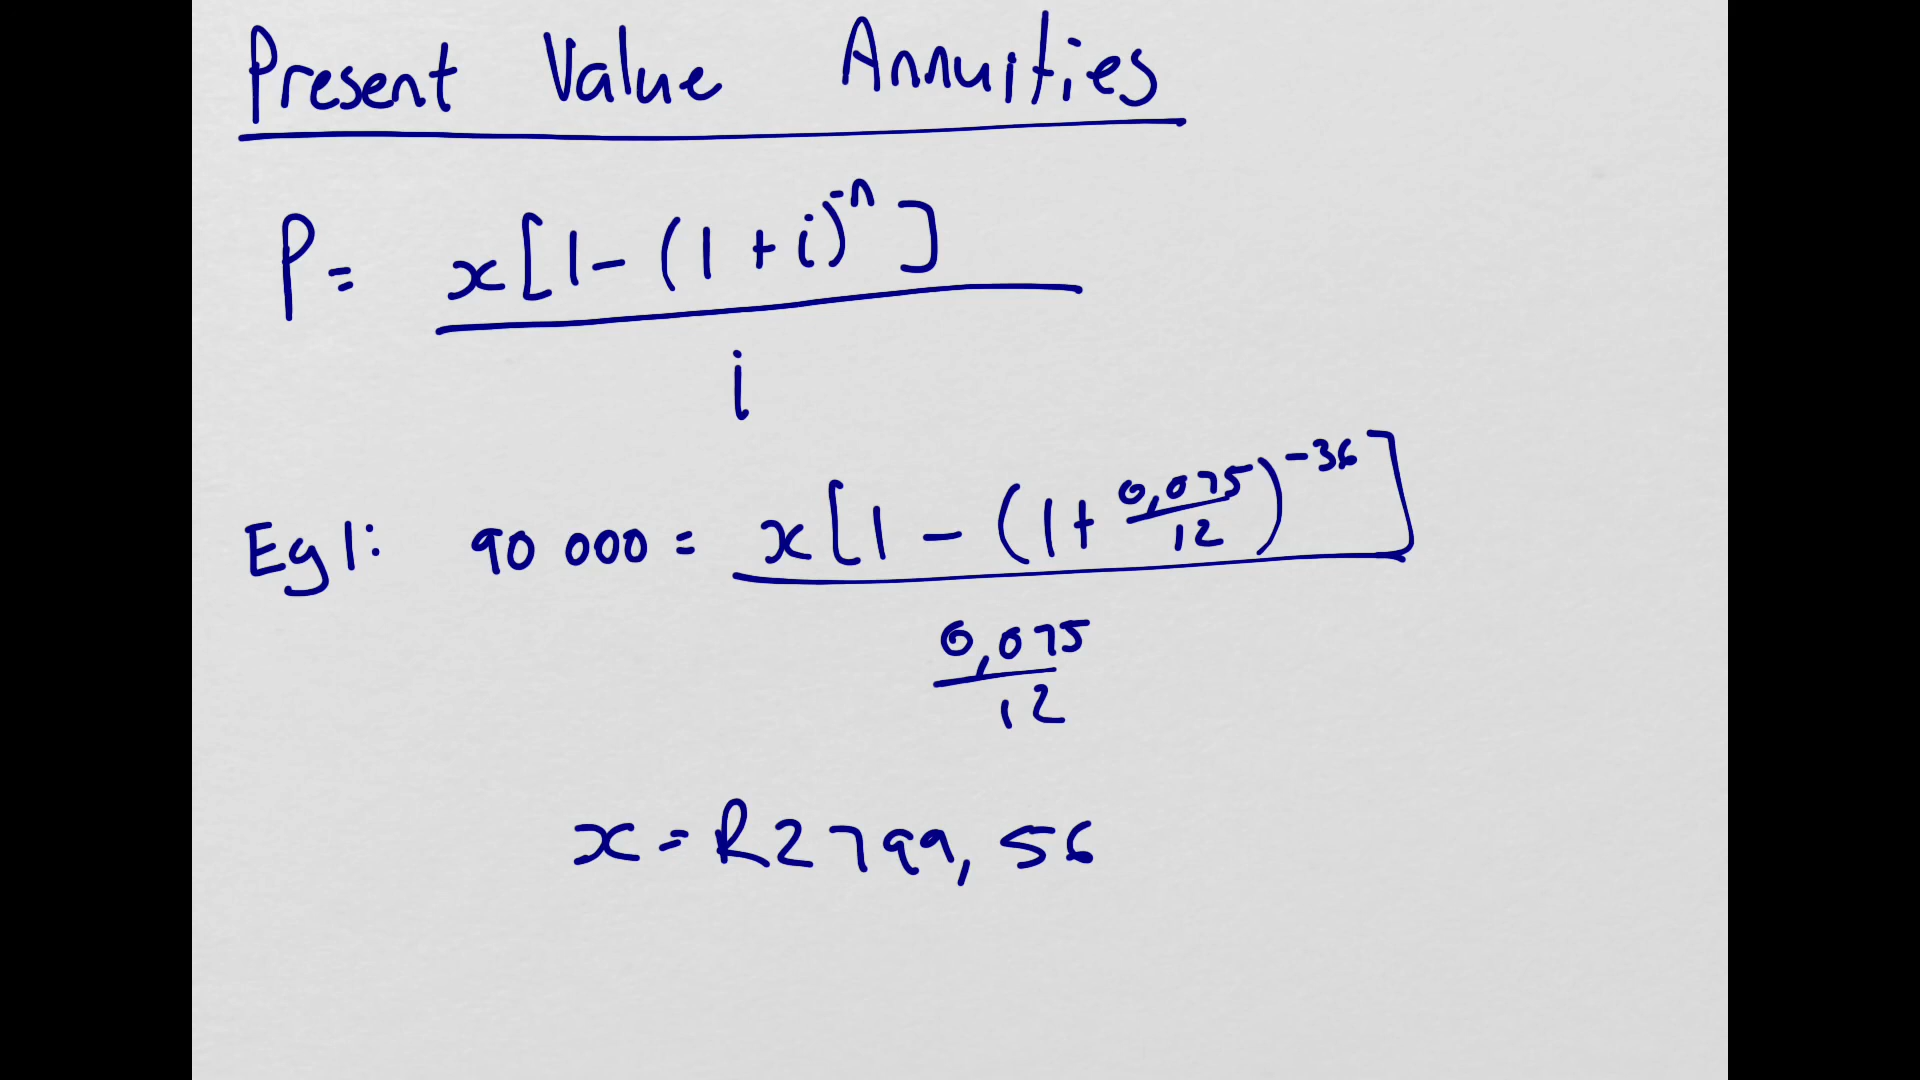 Present Value Annuities
P = x[1 - (1 + i)^-n] / i
Eg 1: 90 000 = x[1 - (1 + 0,075/12)^-36] / (0,075/12)
x = R2799,56